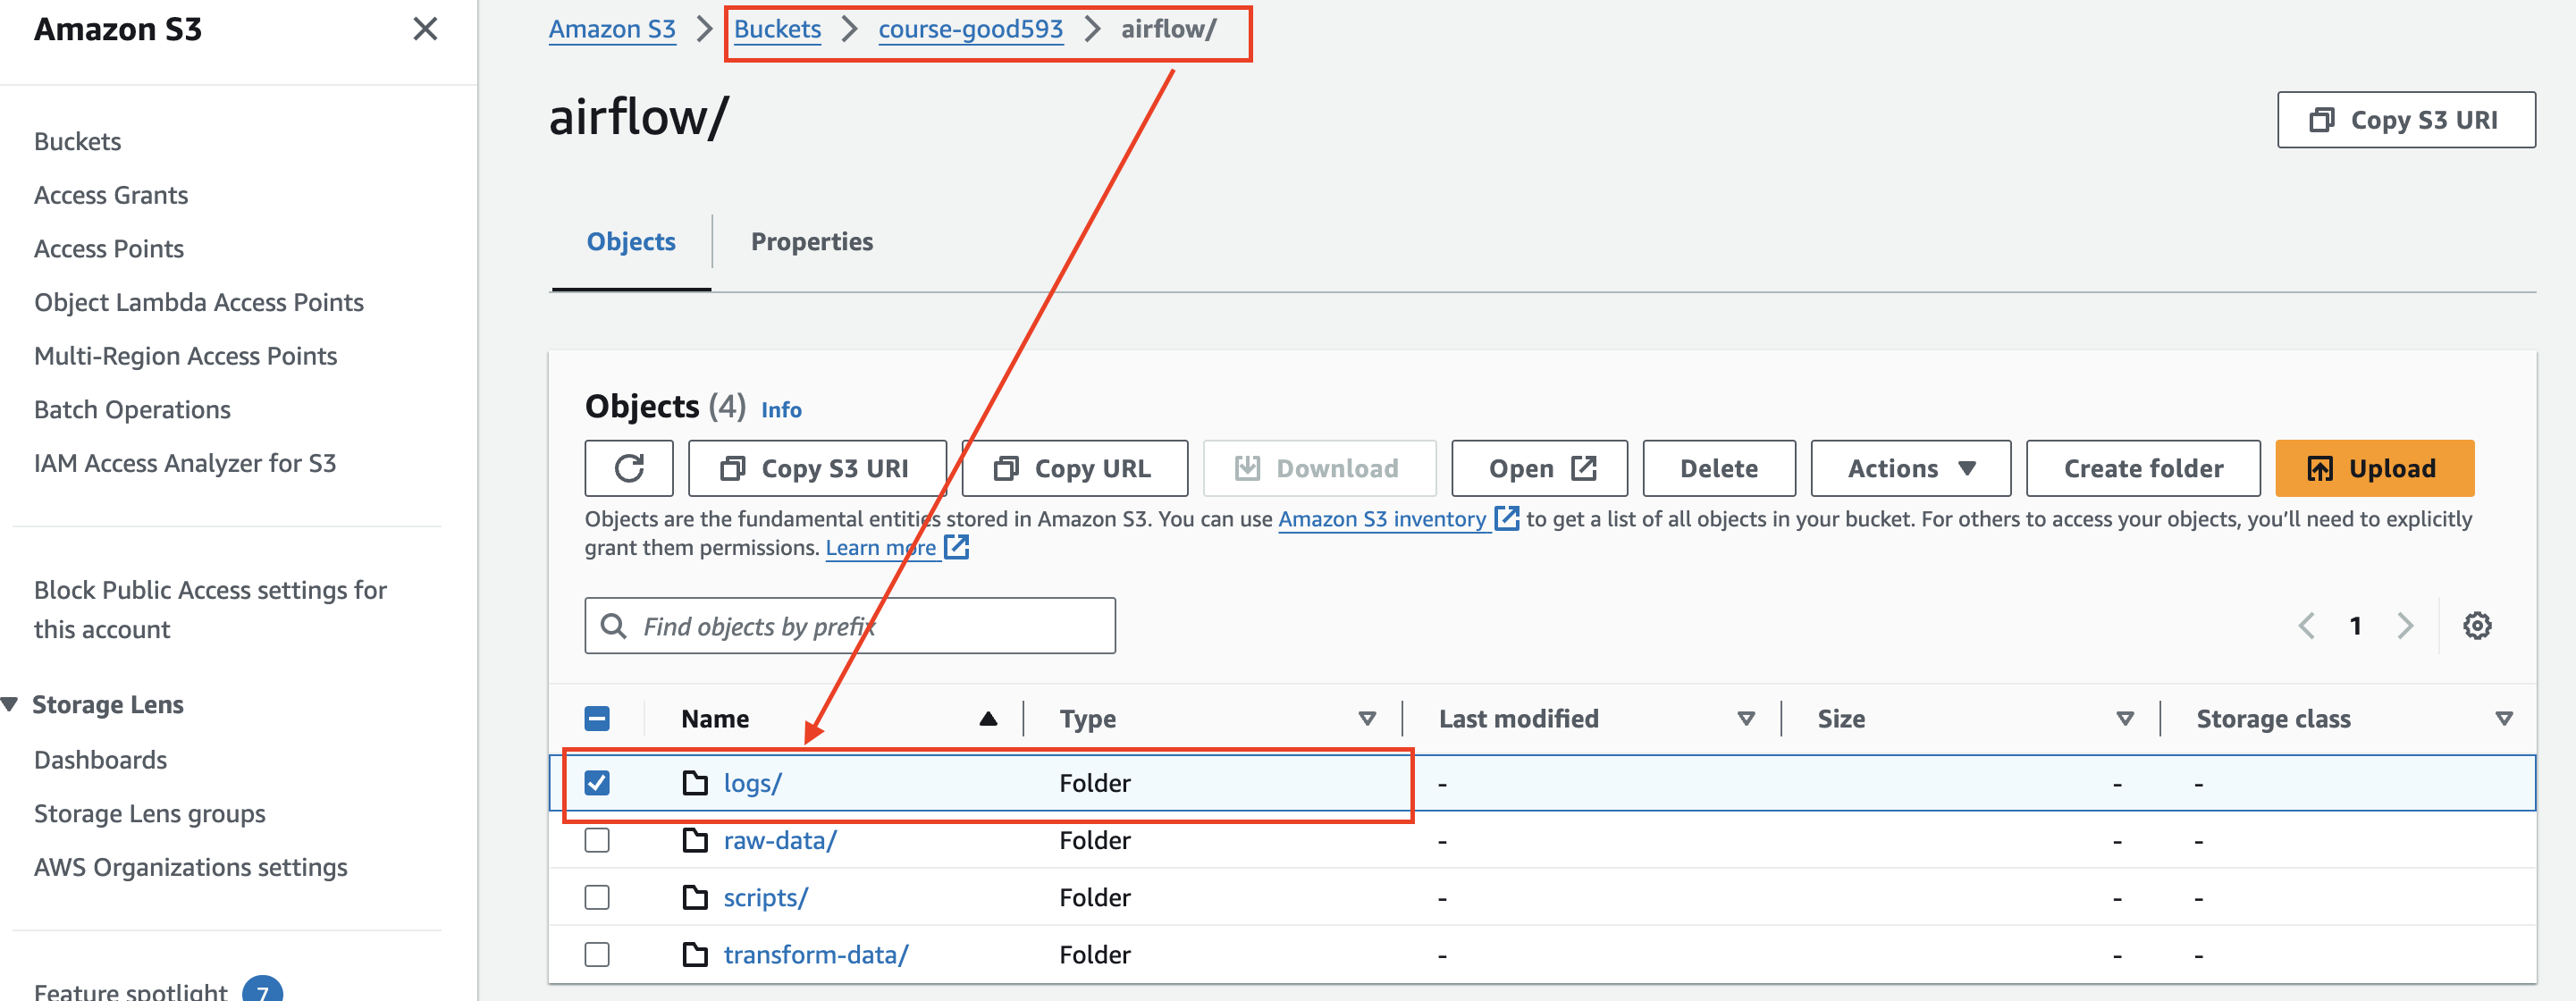 Amazon S3
Buckets
Access Grants
Access Points
Object Lambda Access Points
Multi-Region Access Points
Batch Operations
IAM Access Analyzer for S3
Block Public Access settings for
this account
Storage Lens
Dashboards
Storage Lens groups
AWS Organizations settings
Feature spotlight 7
Amazon S3 Buckets course-good593 airflow/
airflow/
Copy S3 URI
Objects Properties
Objects (4) Info
Copy S3 URI Copy URL Download Open Delete Actions Create folder Upload
Objects are the fundamental entities stored in Amazon S3. You can use Amazon S3 inventory to get a list of all objects in your bucket. For others to access your objects, you’ll need to explicitly
grant them permissions. Learn more
Find objects by prefix
1
Name Type Last modified Size Storage class
logs/ Folder - - -
raw-data/ Folder - - -
scripts/ Folder - - -
transform-data/ Folder - - -